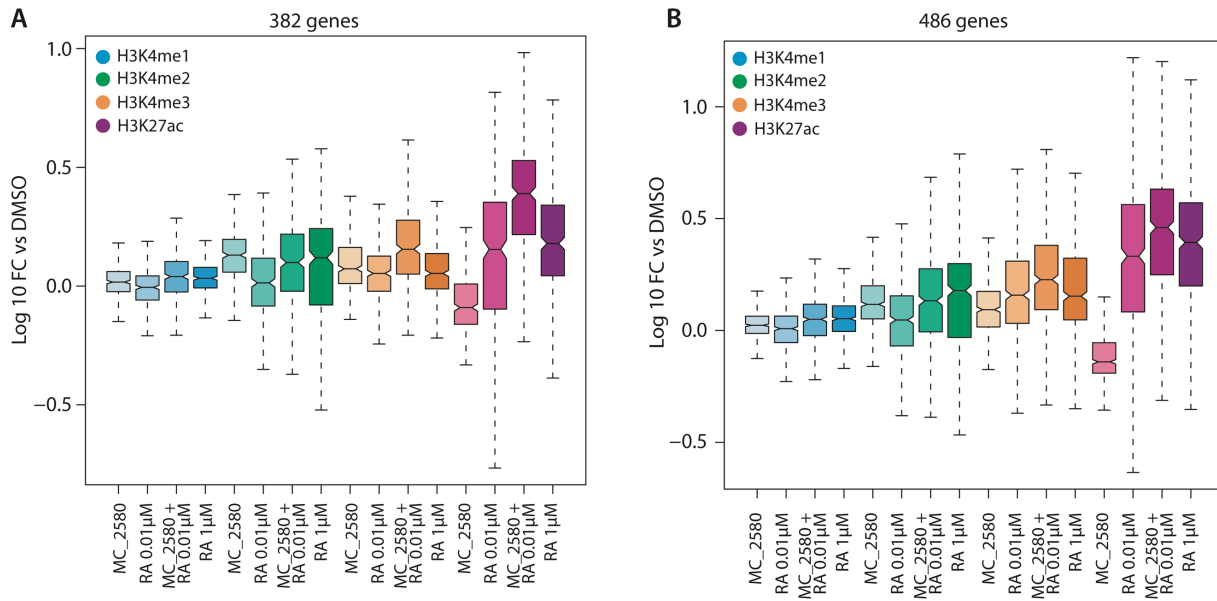 A
382 genes
1.0
0.5
0.0
−0.5
Log 10 FC vs DMSO
H3K4me1
H3K4me2
H3K4me3
H3K27ac
MC_2580
RA 0.01µM
MC_2580 +
RA 0.01µM
RA 1µM
MC_2580
RA 0.01µM
MC_2580 +
RA 0.01µM
RA 1µM
MC_2580
RA 0.01µM
MC_2580 +
RA 0.01µM
RA 1µM
MC_2580
RA 0.01µM
MC_2580 +
RA 0.01µM
RA 1µM
B
486 genes
1.0
0.5
0.0
−0.5
Log 10 FC vs DMSO
H3K4me1
H3K4me2
H3K4me3
H3K27ac
MC_2580
RA 0.01µM
MC_2580 +
RA 0.01µM
RA 1µM
MC_2580
RA 0.01µM
MC_2580 +
RA 0.01µM
RA 1µM
MC_2580
RA 0.01µM
MC_2580 +
RA 0.01µM
RA 1µM
MC_2580
RA 0.01µM
MC_2580 +
RA 0.01µM
RA 1µM